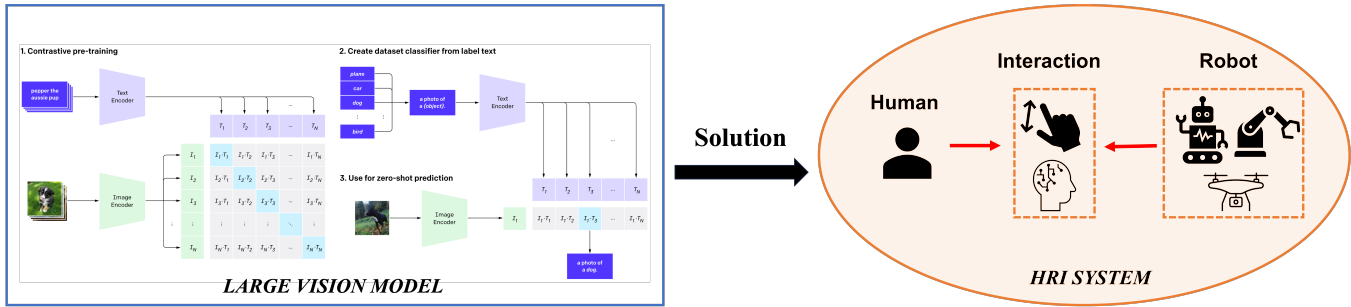 1. Contrastive pre-training
pepper the
aussie pup
Text
Encoder
...
T1 T2 T3 ... TN
I1 I1·T1 I1·T2 I1·T3 ... I1·TN
I2 I2·T1 I2·T2 I2·T3 ... I2·TN
I3 I3·T1 I3·T2 I3·T3 ... I3·TN
⋮ ⋮ ⋮ ⋮ ⋱ ⋮
IN IN·T1 IN·T2 IN·T3 ... IN·TN
Image
Encoder
2. Create dataset classifier from label text
plane
car
dog
⋮
bird
a photo of
a {object}.
Text
Encoder
...
3. Use for zero-shot prediction
T1 T2 T3 ... TN
Image
Encoder
I1 I1·T1 I1·T2 I1·T3 ... I1·TN
a photo of
a dog.
LARGE VISION MODEL
Solution
Human
Interaction
Robot
HRI SYSTEM